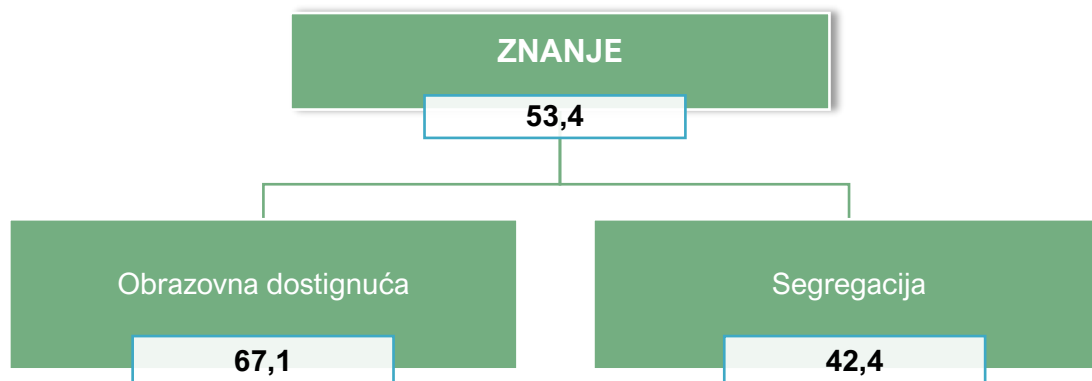 ZNANJE
53,4
Obrazovna dostignuća
67,1
Segregacija
42,4